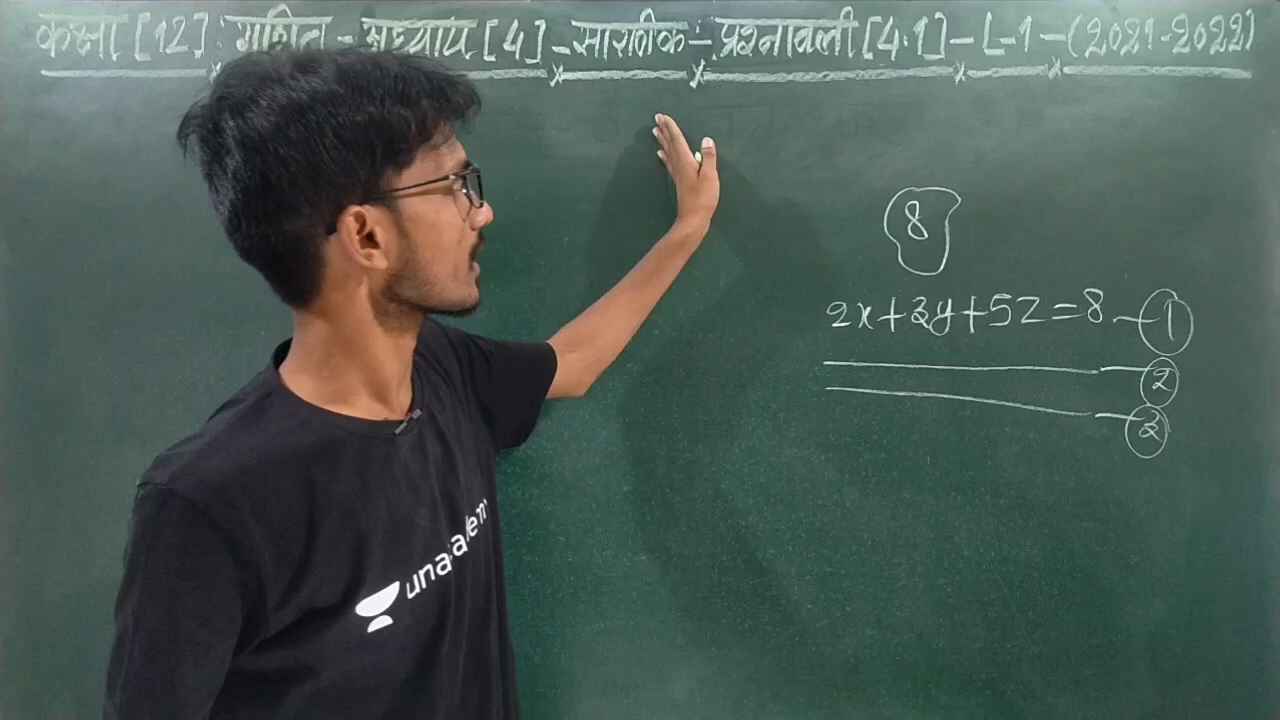 कक्षा [12] गणित - अध्याय [4] - सारणीक - प्रश्नावली [4.1] - L-1 - (2021-2022)
8
2x+3y+5z=8 - 1
2
3
unacademy